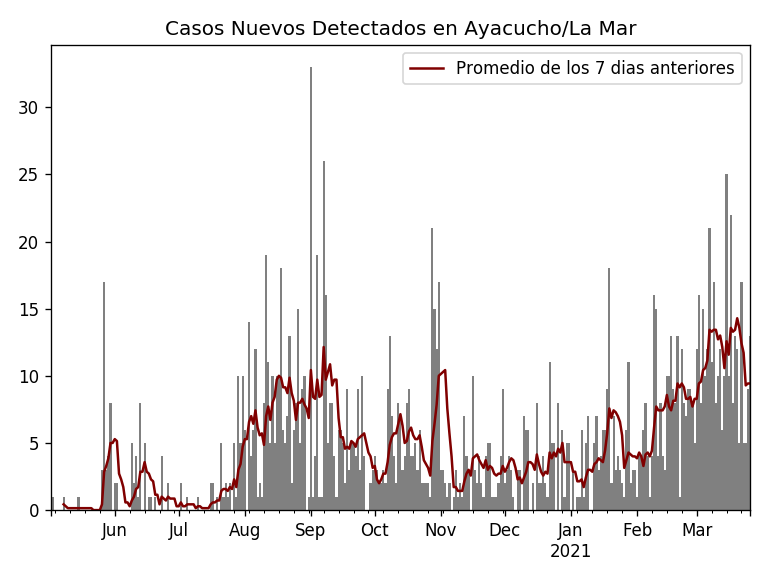 Casos Nuevos Detectados en Ayacucho/La Mar
Promedio de los 7 dias anteriores
30
25
20
15
10
5
0
Jun Jul Aug Sep Oct Nov Dec Jan Feb Mar
2021